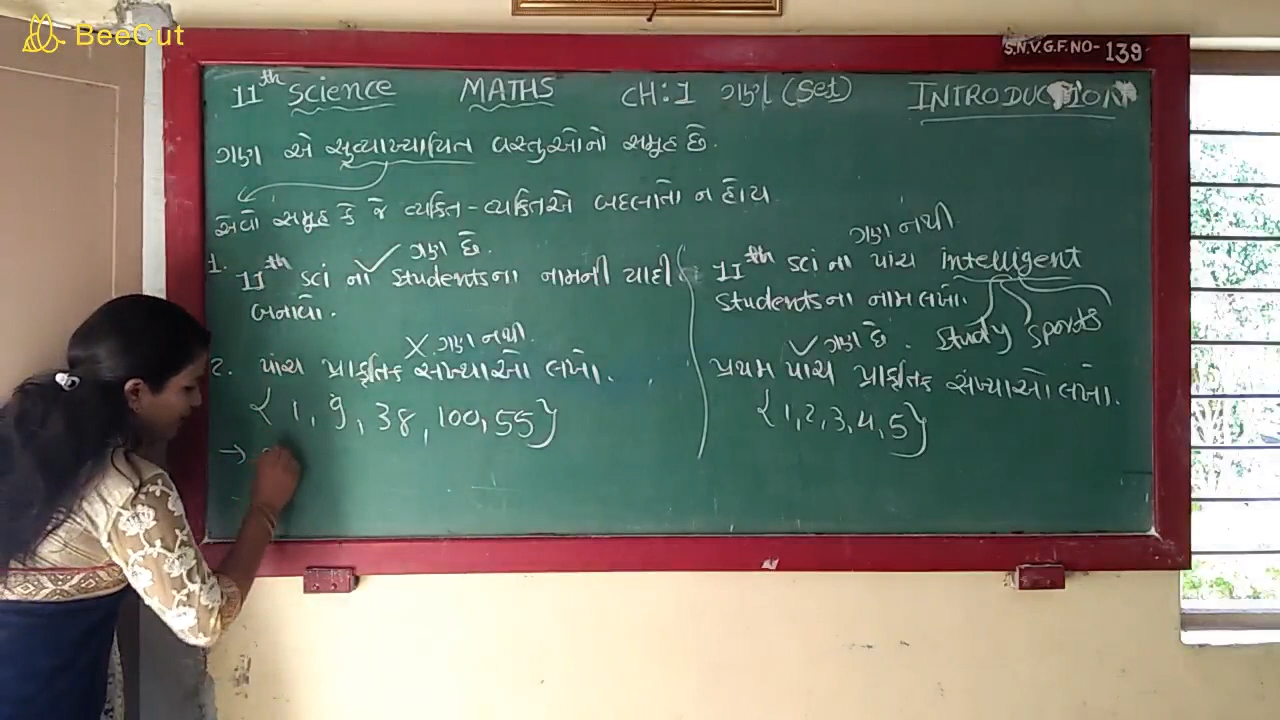 BeeCut
S.N.V.G.F.NO- 139
11th Science MATHS CH:1 ગણ (Set) INTRODUCTION
ગણ એ સુવ્યાખ્યાયિત વસ્તુઓનો સમુહ છે.
એવો સમુહ કે જે વ્યક્તિ-વ્યક્તિએ બદલાતો ન હોય
1. ✓ ગણ છે.
11th sci ના students ના નામની યાદી
બનાવો.
ગણ નથી
11th sci ના પાંચ intelligent
students ના નામ લખો.
study sports
X ગણ નથી.
2. પાંચ પ્રાકૃતિક સંખ્યાઓ લખો.
{1, 9, 38, 100, 55}
→
✓ ગણ છે.
પ્રથમ પાંચ પ્રાકૃતિક સંખ્યાઓ લખો.
{1,2,3,4,5}